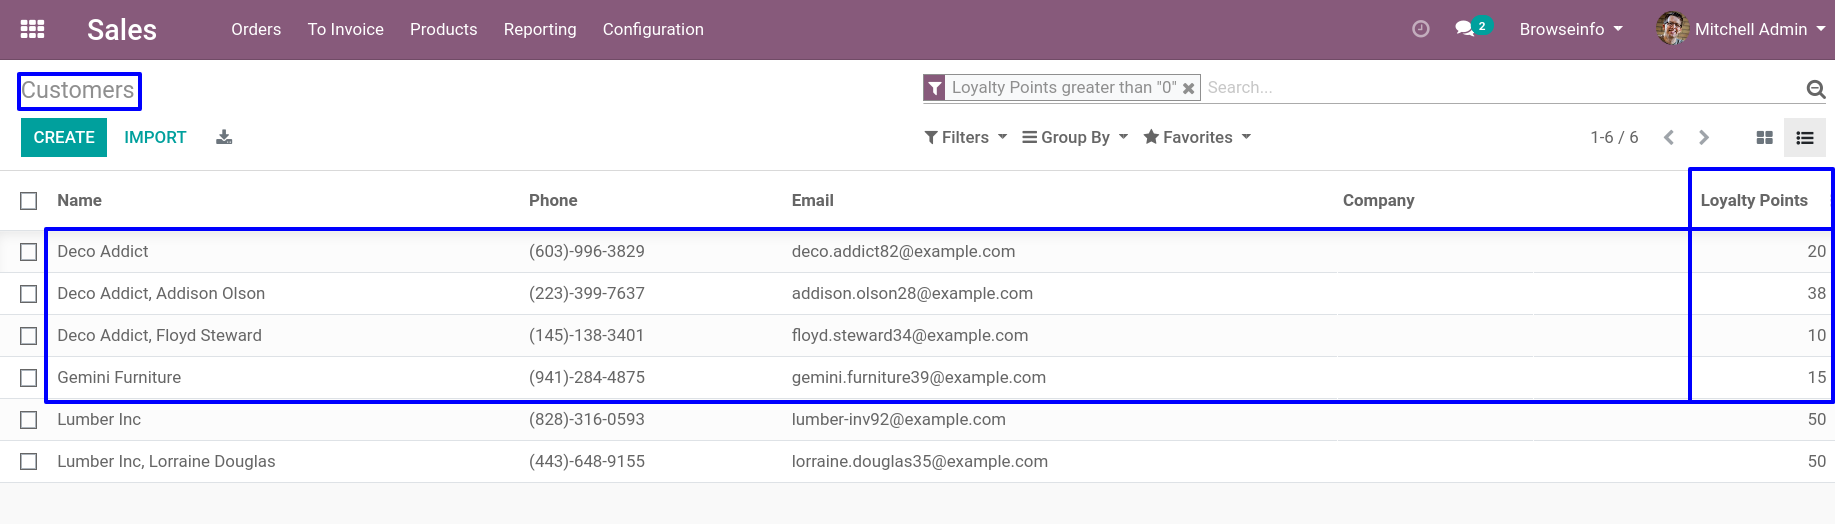 Sales Orders To Invoice Products Reporting Configuration 2 Browseinfo Mitchell Admin
Customers Loyalty Points greater than "0" Search...
CREATE IMPORT Filters Group By Favorites 1-6 / 6
Name Phone Email Company Loyalty Points
Deco Addict (603)-996-3829 deco.addict82@example.com 20
Deco Addict, Addison Olson (223)-399-7637 addison.olson28@example.com 38
Deco Addict, Floyd Steward (145)-138-3401 floyd.steward34@example.com 10
Gemini Furniture (941)-284-4875 gemini.furniture39@example.com 15
Lumber Inc (828)-316-0593 lumber-inv92@example.com 50
Lumber Inc, Lorraine Douglas (443)-648-9155 lorraine.douglas35@example.com 50